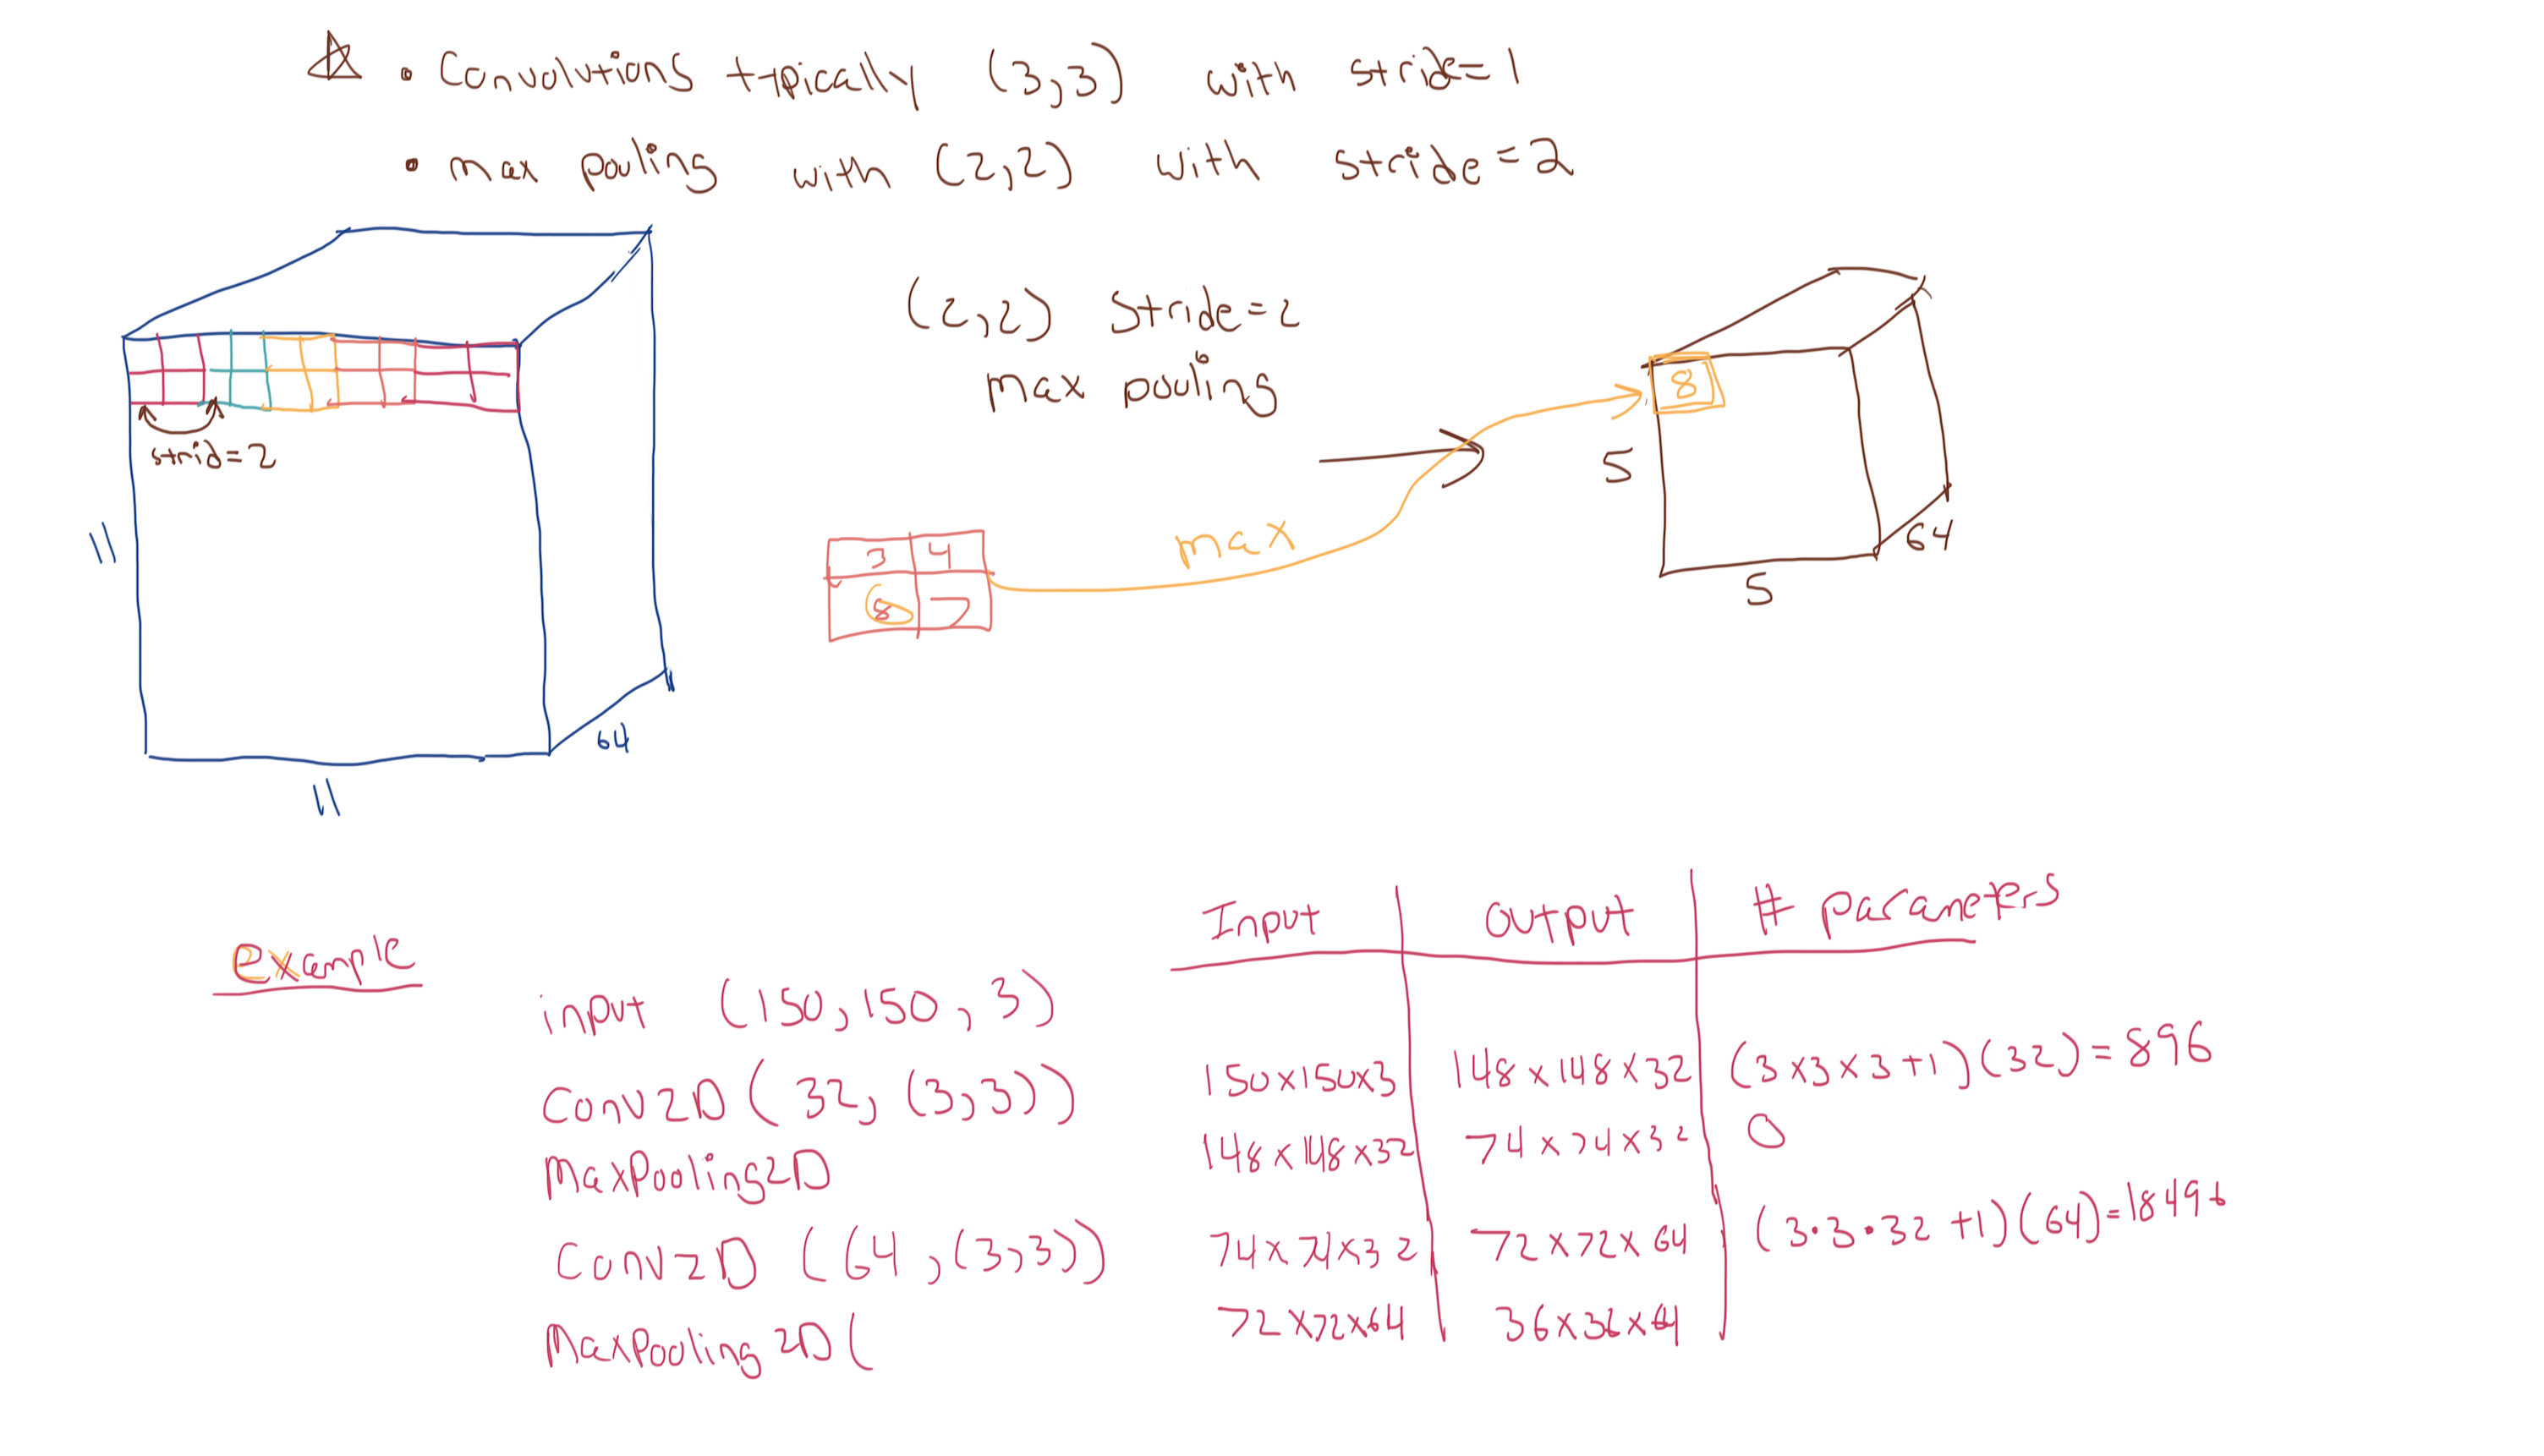 • Convolutions typically (3,3) with stride=1
• max pooling with (2,2) with stride=2
(2,2) Stride=2
max pooling
8
strid=2
5
11
max
3 4
8 7
64
5
64
11
Input Output # parameters
example
input (150,150,3)
Conv2D (32, (3,3)) 150x150x3 148x148x32 (3x3x3+1)(32)=896
MaxPooling2D 148x148x32 74x74x32 0
Conv2D (64,(3,3)) 74x74x32 72x72x64 (3·3·32+1)(64)=18496
MaxPooling2D( 72x72x64 36x36x64